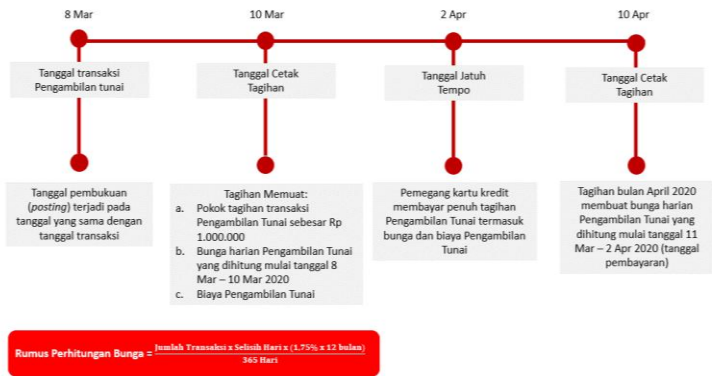 8 Mar
10 Mar
2 Apr
10 Apr
Tanggal transaksi
Pengambilan tunai
Tanggal Cetak
Tagihan
Tanggal Jatuh
Tempo
Tanggal Cetak
Tagihan
Tanggal pembukuan
(posting) terjadi pada
tanggal yang sama dengan
tanggal transaksi
Tagihan Memuat:
a. Pokok tagihan transaksi
Pengambilan Tunai sebesar Rp
1.000.000
b. Bunga harian Pengambilan Tunai
yang dihitung mulai tanggal 8
Mar – 10 Mar 2020
c. Biaya Pengambilan Tunai
Pemegang kartu kredit
membayar penuh tagihan
Pengambilan Tunai termasuk
bunga dan biaya Pengambilan
Tunai
Tagihan bulan April 2020
membuat bunga harian
Pengambilan Tunai yang
dihitung mulai tanggal 11
Mar – 2 Apr 2020 (tanggal
pembayaran)
Rumus Perhitungan Bunga = Jumlah Transaksi x Selisih Hari x (1,75% x 12 bulan)
365 Hari